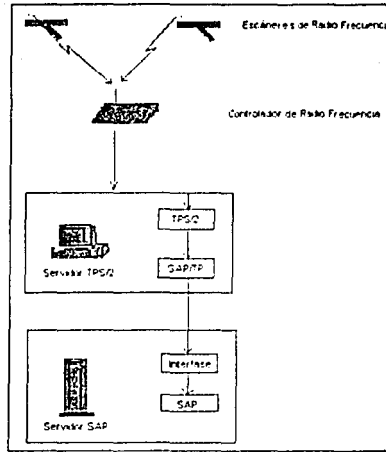 Escáneres de Radio Frecuencia
Controlador de Radio Frecuencia
TPS/2
Servidor TPS/2
SAP/TP
Interfase
SAP
Servidor SAP